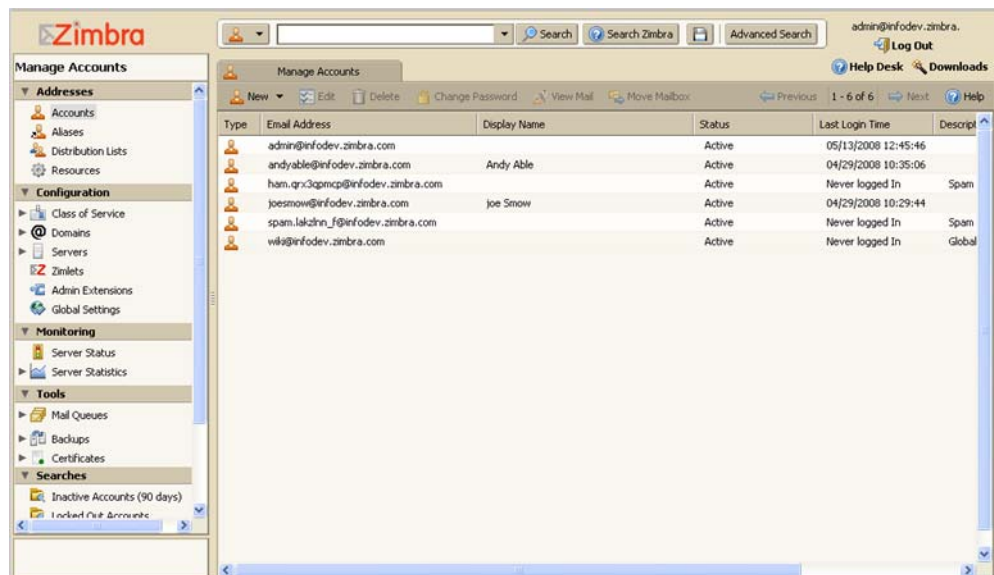 Zimbra
Search
Search Zimbra
Advanced Search
admin@infodev.zimbra.
Log Out
Help Desk
Downloads
Manage Accounts
Addresses
Accounts
Aliases
Distribution Lists
Resources
Configuration
Class of Service
Domains
Servers
Zimlets
Admin Extensions
Global Settings
Monitoring
Server Status
Server Statistics
Tools
Mail Queues
Backups
Certificates
Searches
Inactive Accounts (90 days)
Locked Out Accounts
Manage Accounts
New Edit Delete Change Password View Mail Move Mailbox Previous 1 - 6 of 6 Next Help
Type Email Address Display Name Status Last Login Time Descript
admin@infodev.zimbra.com Active 05/13/2008 12:45:46
andyable@infodev.zimbra.com Andy Able Active 04/29/2008 10:35:06
ham.qrx3qpmcp@infodev.zimbra.com Active Never logged In Spam
joesmow@infodev.zimbra.com joe Smow Active 04/29/2008 10:29:44
spam.lakzlnn_f@infodev.zimbra.com Active Never logged In Spam
wiki@infodev.zimbra.com Active Never logged In Global